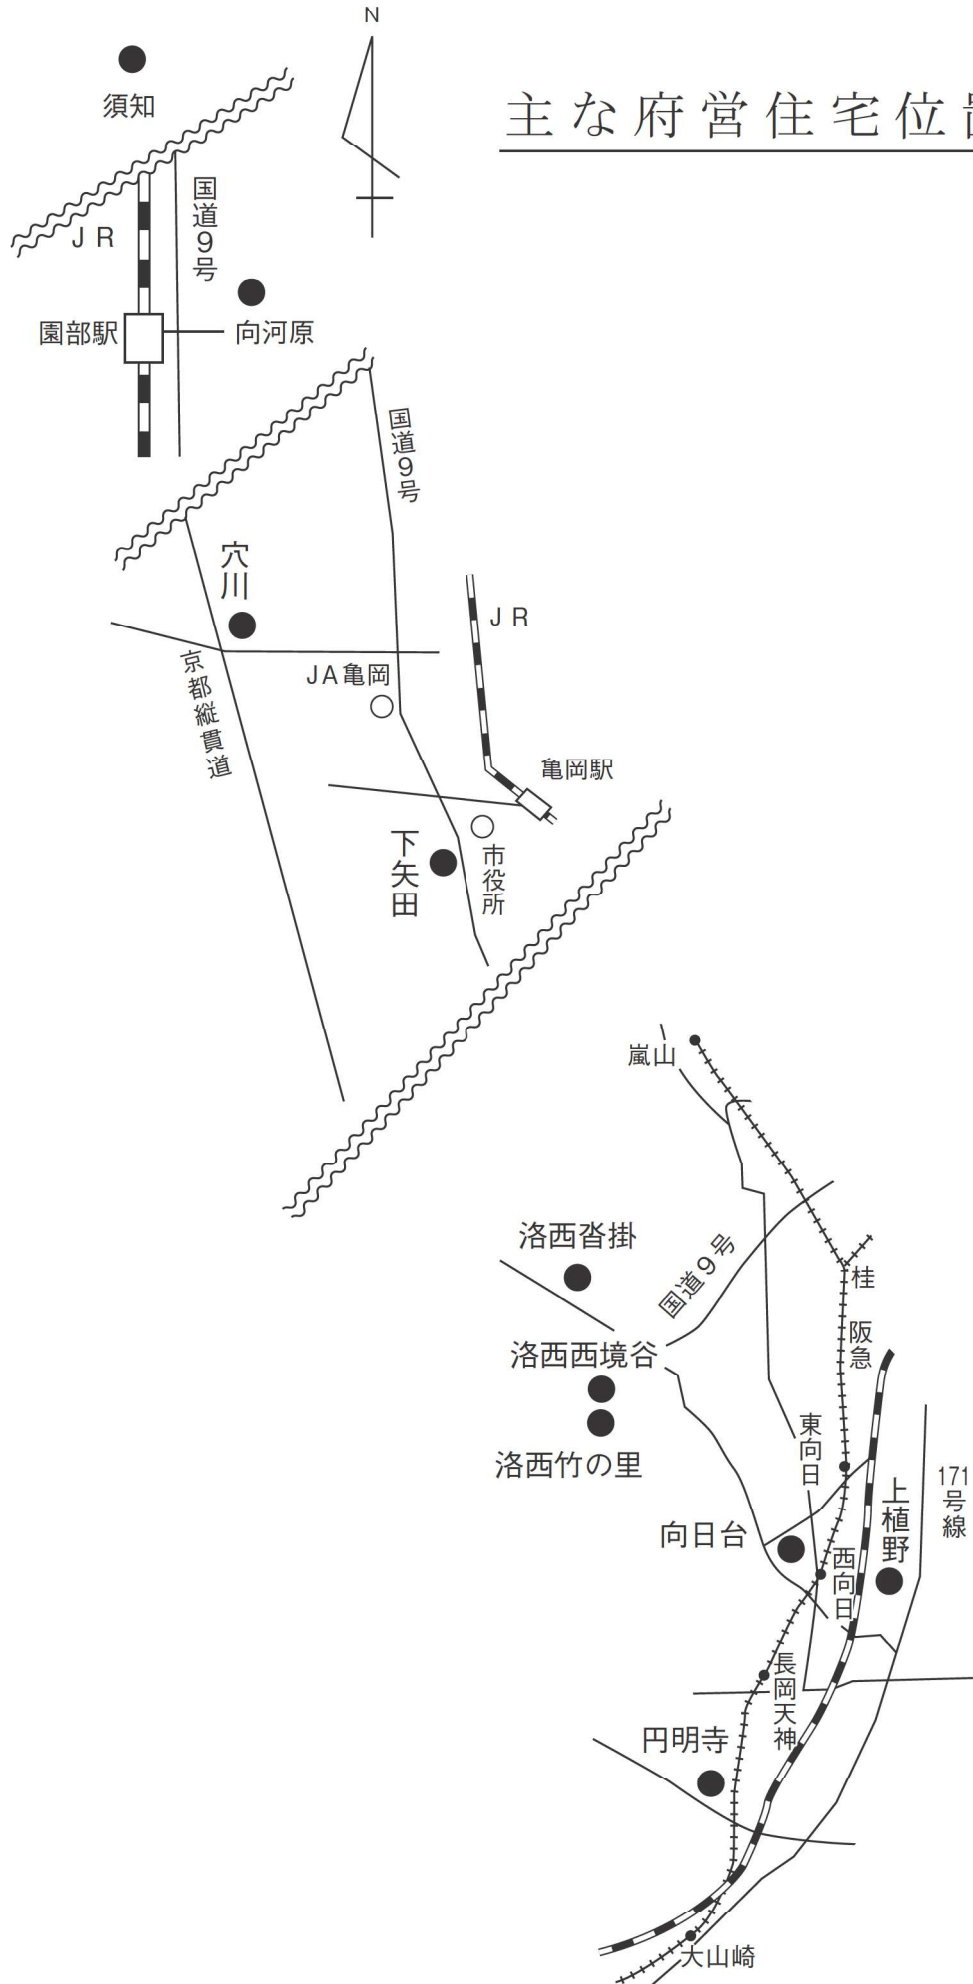 N
主な府営住宅位
須知
国道9号
JR
園部駅
向河原
国道9号
穴川
JR
京都縦貫道
JA亀岡
亀岡駅
下矢田
市役所
嵐山
洛西沓掛
国道9号
桂
阪急
洛西西境谷
東向日
洛西竹の里
171号線
上植野
向日台
西向日
長岡天神
円明寺
大山崎